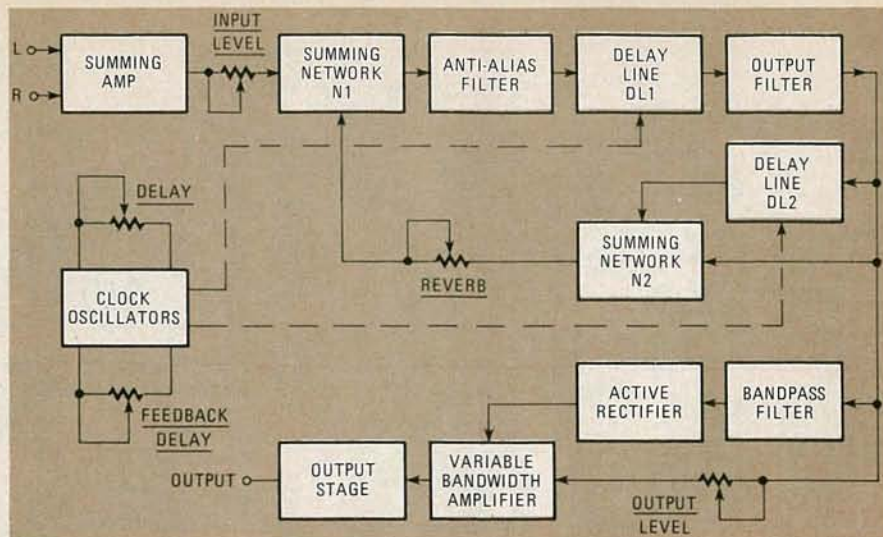 L
R
SUMMING
AMP
INPUT
LEVEL
SUMMING
NETWORK
N1
ANTI-ALIAS
FILTER
DELAY
LINE
DL1
OUTPUT
FILTER
DELAY
LINE
DL2
DELAY
SUMMING
NETWORK
N2
REVERB
CLOCK
OSCILLATORS
FEEDBACK
DELAY
ACTIVE
RECTIFIER
BANDPASS
FILTER
OUTPUT
OUTPUT
STAGE
VARIABLE
BANDWIDTH
AMPLIFIER
OUTPUT
LEVEL